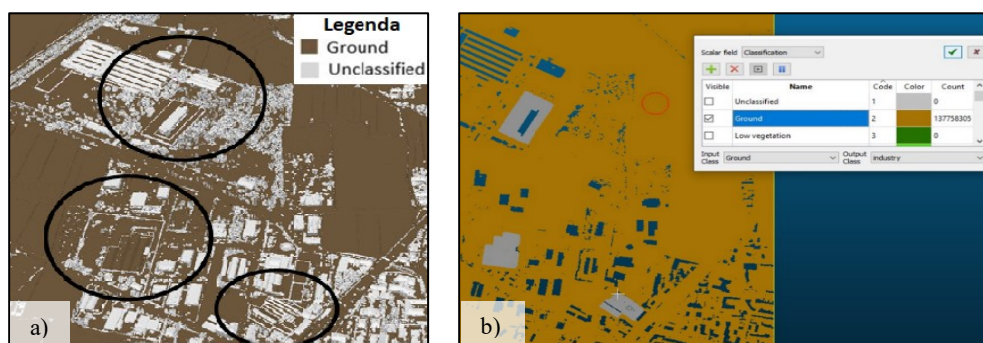 Legenda
Ground
Unclassified
a)
Scalar field Classification
Visible Name Code Color Count
Unclassified 1 0
Ground 2 137758305
Low vegetation 3 0
Input Class Ground Output Class industry
b)